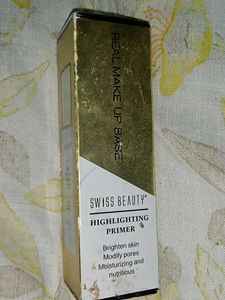 REAL MAKE UP BASE
SWISS BEAUTY®
HIGHLIGHTING
PRIMER
Brighten skin
Modify pores
Moisturizing and
nutritious